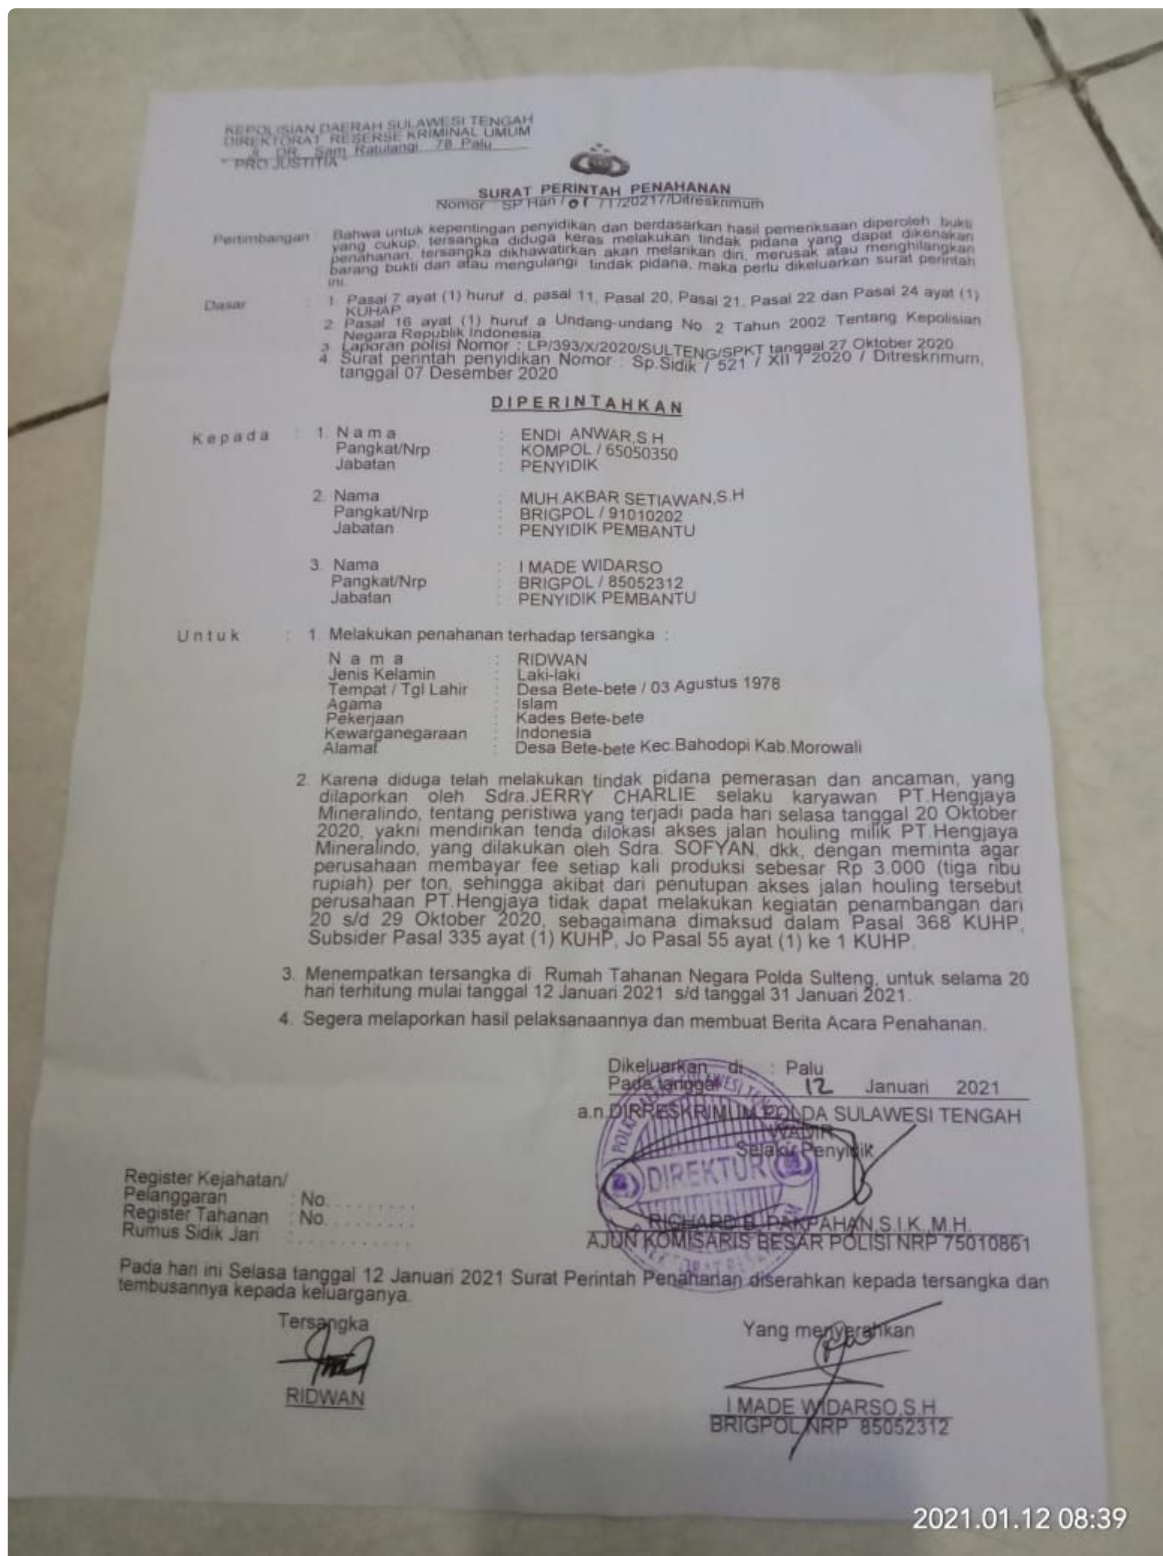 KEPOLISIAN DAERAH SULAWESI TENGAH
DIREKTORAT RESERSE KRIMINAL UMUM
Jl. DR. Sam Ratulangi 78 Palu
" PRO JUSTITIA "
SURAT PERINTAH PENAHANAN
Nomor : SP.Han / 01 / I /20217/Ditreskrimum
Pertimbangan : Bahwa untuk kepentingan penyidikan dan berdasarkan hasil pemeriksaan diperoleh bukti
yang cukup, tersangka diduga keras melakukan tindak pidana yang dapat dikenakan
penahanan, tersangka dikhawatirkan akan melarikan diri, merusak atau menghilangkan
barang bukti dan atau mengulangi tindak pidana, maka perlu dikeluarkan surat perintah
ini.
Dasar : 1. Pasal 7 ayat (1) huruf d, pasal 11, Pasal 20, Pasal 21, Pasal 22 dan Pasal 24 ayat (1)
KUHAP
2. Pasal 16 ayat (1) huruf a Undang-undang No. 2 Tahun 2002 Tentang Kepolisian
Negara Republik Indonesia
3. Laporan polisi Nomor : LP/393/X/2020/SULTENG/SPKT tanggal 27 Oktober 2020
4. Surat perintah penyidikan Nomor : Sp.Sidik / 521 / XII / 2020 / Ditreskrimum,
tanggal 07 Desember 2020
DIPERINTAHKAN
Kepada : 1. Nama : ENDI ANWAR,S.H
Pangkat/Nrp : KOMPOL / 65050350
Jabatan : PENYIDIK
2. Nama : MUH.AKBAR SETIAWAN,S.H
Pangkat/Nrp : BRIGPOL / 91010202
Jabatan : PENYIDIK PEMBANTU
3. Nama : I MADE WIDARSO
Pangkat/Nrp : BRIGPOL / 85052312
Jabatan : PENYIDIK PEMBANTU
Untuk : 1. Melakukan penahanan terhadap tersangka :
Nama : RIDWAN
Jenis Kelamin : Laki-laki
Tempat / Tgl Lahir : Desa Bete-bete / 03 Agustus 1978
Agama : Islam
Pekerjaan : Kades Bete-bete
Kewarganegaraan : Indonesia
Alamat : Desa Bete-bete Kec.Bahodopi Kab.Morowali
2. Karena diduga telah melakukan tindak pidana pemerasan dan ancaman, yang
dilaporkan oleh Sdra.JERRY CHARLIE selaku karyawan PT.Hengjaya
Mineralindo, tentang peristiwa yang terjadi pada hari selasa tanggal 20 Oktober
2020, yakni mendirikan tenda dilokasi akses jalan houling milik PT.Hengjaya
Mineralindo, yang dilakukan oleh Sdra. SOFYAN, dkk, dengan meminta agar
perusahaan membayar fee setiap kali produksi sebesar Rp 3.000 (tiga ribu
rupiah) per ton, sehingga akibat dari penutupan akses jalan houling tersebut
perusahaan PT.Hengjaya tidak dapat melakukan kegiatan penambangan dari
20 s/d 29 Oktober 2020, sebagaimana dimaksud dalam Pasal 368 KUHP,
Subsider Pasal 335 ayat (1) KUHP, Jo Pasal 55 ayat (1) ke 1 KUHP.
3. Menempatkan tersangka di Rumah Tahanan Negara Polda Sulteng, untuk selama 20
hari terhitung mulai tanggal 12 Januari 2021 s/d tanggal 31 Januari 2021.
4. Segera melaporkan hasil pelaksanaannya dan membuat Berita Acara Penahanan.
Dikeluarkan di : Palu
Pada tanggal 12 Januari 2021
a.n.DIRRESKRIMUM POLDA SULAWESI TENGAH
WADIR
Selaku Penyidik
DIREKTUR
RICHARD B. PAKPAHAN,S.I.K.,M.H.
AJUN KOMISARIS BESAR POLISI NRP 75010861
Register Kejahatan/
Pelanggaran : No.........
Register Tahanan : No.........
Rumus Sidik Jari : ............
Pada hari ini Selasa tanggal 12 Januari 2021 Surat Perintah Penahanan diserahkan kepada tersangka dan
tembusannya kepada keluarganya.
Tersangka
RIDWAN
Yang menyerahkan
I MADE WIDARSO,S.H
BRIGPOL NRP 85052312
2021.01.12 08:39